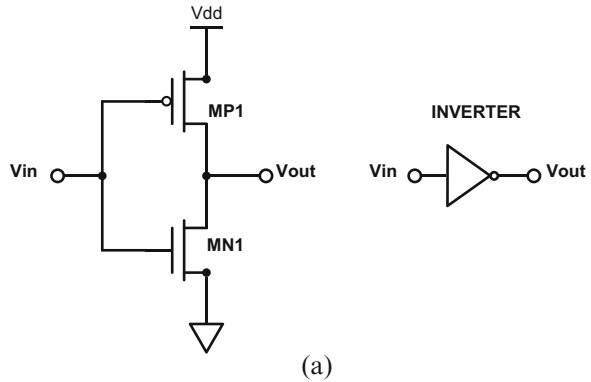 Vdd
MP1
INVERTER
Vin
Vout
Vin
Vout
MN1
(a)